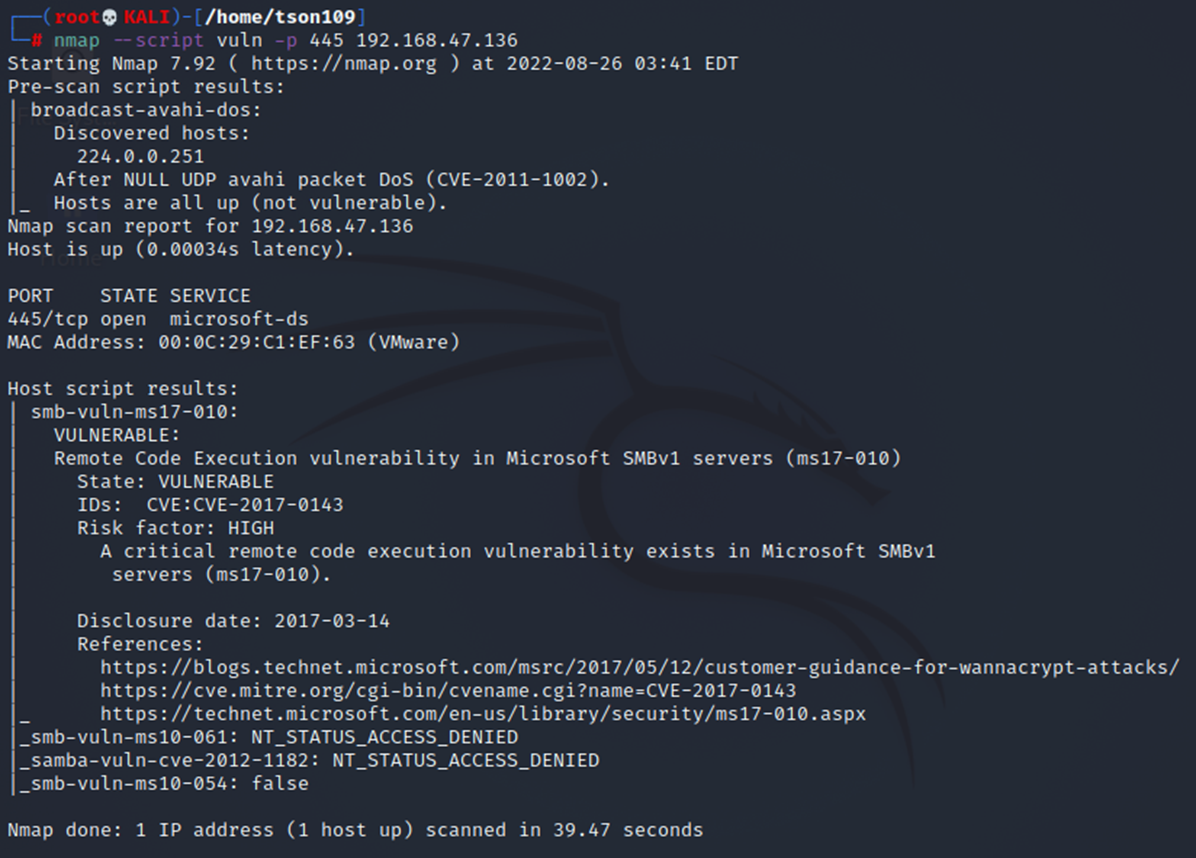 ┌──(root💀KALI)-[/home/tson109]
└─# nmap --script vuln -p 445 192.168.47.136
Starting Nmap 7.92 ( https://nmap.org ) at 2022-08-26 03:41 EDT
Pre-scan script results:
| broadcast-avahi-dos:
|   Discovered hosts:
|     224.0.0.251
|   After NULL UDP avahi packet DoS (CVE-2011-1002).
|_  Hosts are all up (not vulnerable).
Nmap scan report for 192.168.47.136
Host is up (0.00034s latency).

PORT    STATE SERVICE
445/tcp open  microsoft-ds
MAC Address: 00:0C:29:C1:EF:63 (VMware)

Host script results:
| smb-vuln-ms17-010:
|   VULNERABLE:
|   Remote Code Execution vulnerability in Microsoft SMBv1 servers (ms17-010)
|     State: VULNERABLE
|     IDs:  CVE:CVE-2017-0143
|     Risk factor: HIGH
|       A critical remote code execution vulnerability exists in Microsoft SMBv1
|        servers (ms17-010).
|
|     Disclosure date: 2017-03-14
|     References:
|       https://blogs.technet.microsoft.com/msrc/2017/05/12/customer-guidance-for-wannacrypt-attacks/
|       https://cve.mitre.org/cgi-bin/cvename.cgi?name=CVE-2017-0143
|_      https://technet.microsoft.com/en-us/library/security/ms17-010.aspx
|_smb-vuln-ms10-061: NT_STATUS_ACCESS_DENIED
|_samba-vuln-cve-2012-1182: NT_STATUS_ACCESS_DENIED
|_smb-vuln-ms10-054: false

Nmap done: 1 IP address (1 host up) scanned in 39.47 seconds